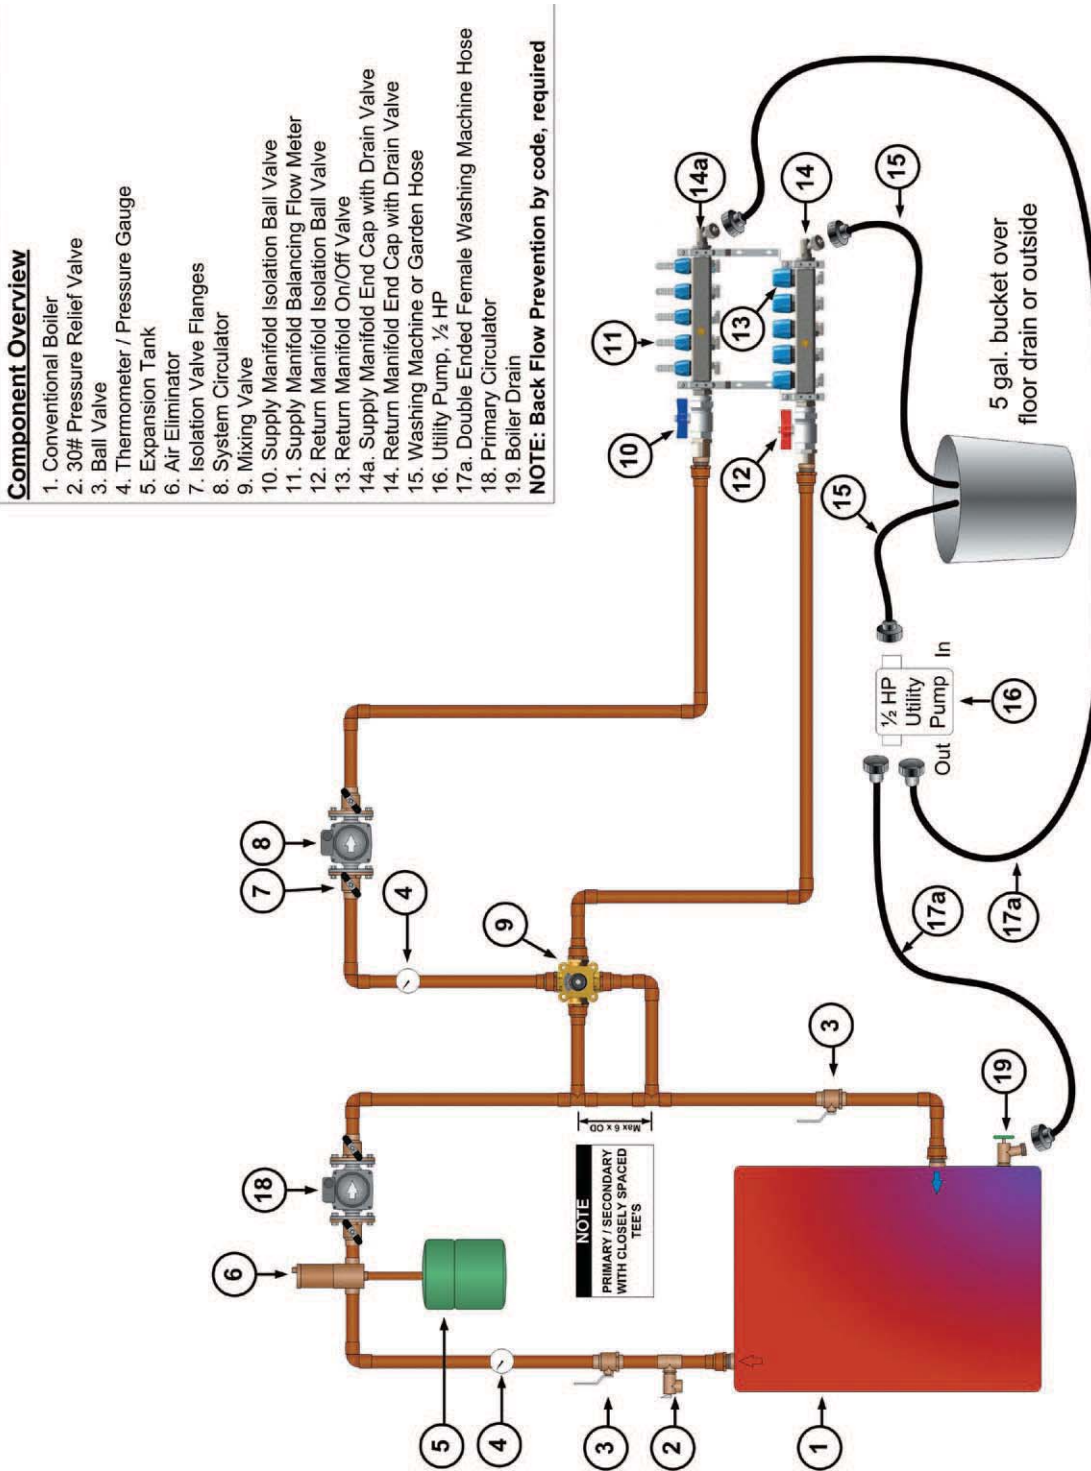 Component Overview
1. Conventional Boiler
2. 30# Pressure Relief Valve
3. Ball Valve
4. Thermometer / Pressure Gauge
5. Expansion Tank
6. Air Eliminator
7. Isolation Valve Flanges
8. System Circulator
9. Mixing Valve
10. Supply Manifold Isolation Ball Valve
11. Supply Manifold Balancing Flow Meter
12. Return Manifold Isolation Ball Valve
13. Return Manifold On/Off Valve
14a. Supply Manifold End Cap with Drain Valve
14. Return Manifold End Cap with Drain Valve
15. Washing Machine or Garden Hose
16. Utility Pump, ½ HP
17a. Double Ended Female Washing Machine Hose
18. Primary Circulator
19. Boiler Drain
NOTE: Back Flow Prevention by code, required
6
18
8
7
4
5
4
3
2
1
NOTE
PRIMARY / SECONDARY
WITH CLOSELY SPACED
TEE'S
Max 6 x OD
9
3
19
17a
17a
11
10
14a
13
12
14
15
15
½ HP
Utility
Pump
Out
In
16
5 gal. bucket over
floor drain or outside